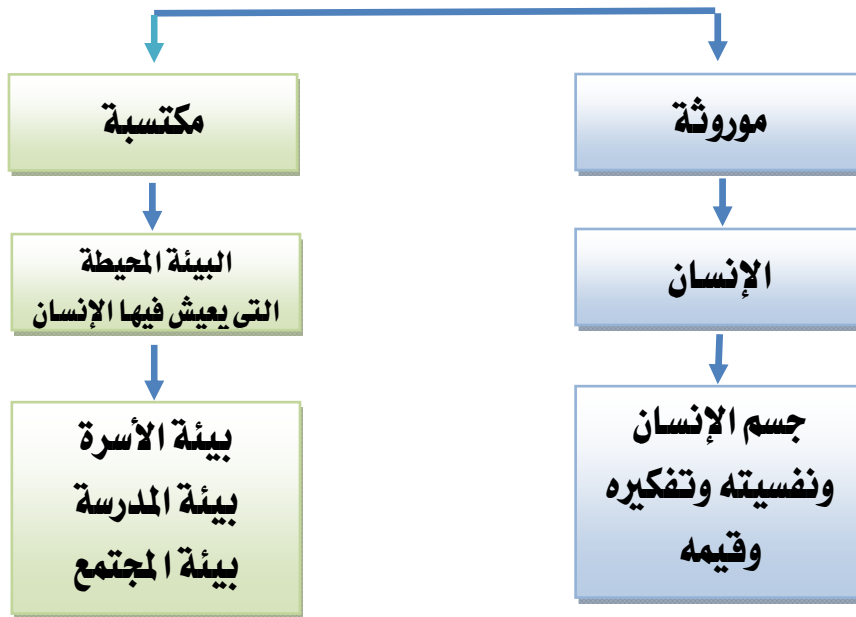 موروثة
مكتسبة
الإنسان
البيئة المحيطة
التى يعيش فيها الإنسان
جسم الإنسان
ونفسيته وتفكيره
وقيمه
بيئة الأسرة
بيئة المدرسة
بيئة المجتمع